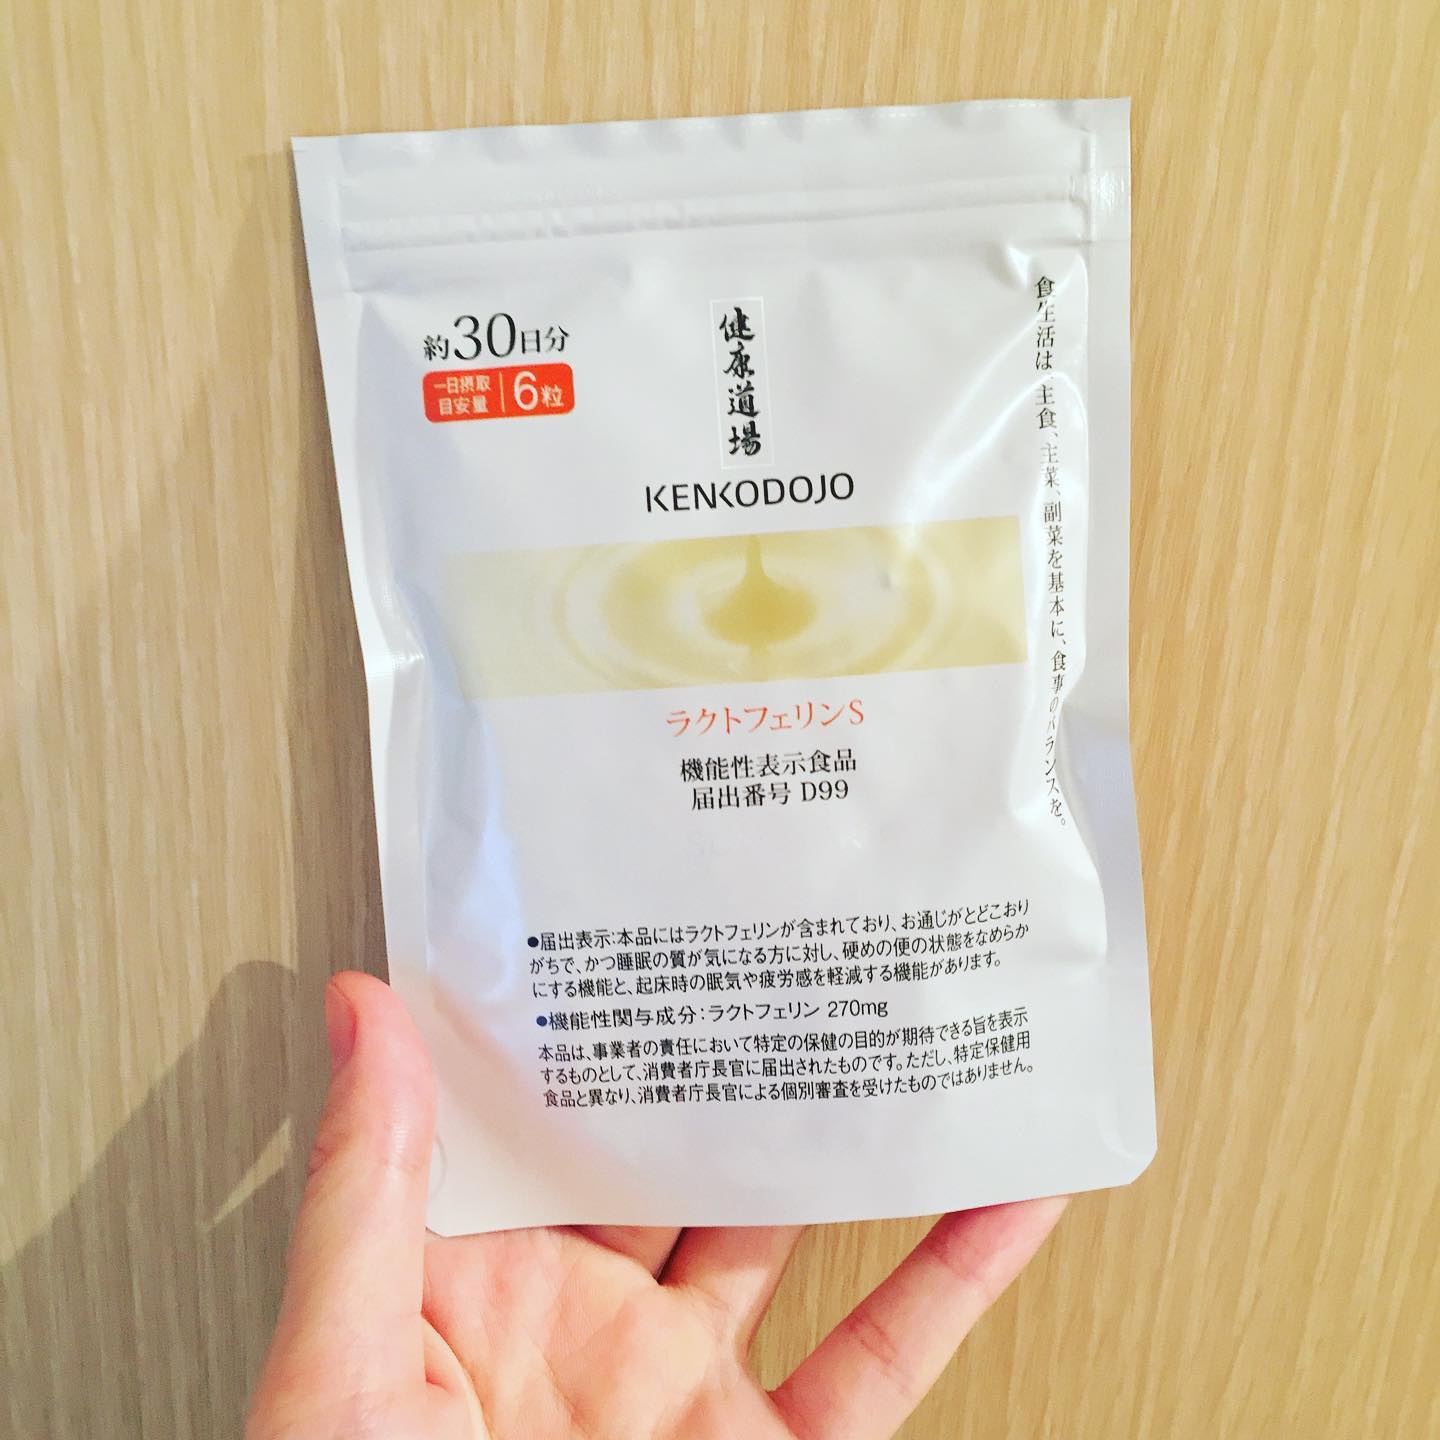 約30日分
一日摂取
目安量
6粒
健康道場
KENKODOJO
食生活は、主食、主菜、副菜を基本に、食事のバランスを。
ラクトフェリンS
機能性表示食品
届出番号 D99
●届出表示:本品にはラクトフェリンが含まれており、お通じがとどこおり
がちで、かつ睡眠の質が気になる方に対し、硬めの便の状態をなめらか
にする機能と、起床時の眠気や疲労感を軽減する機能があります。
●機能性関与成分:ラクトフェリン 270mg
本品は、事業者の責任において特定の保健の目的が期待できる旨を表示
するものとして、消費者庁長官に届出されたものです。ただし、特定保健用
食品と異なり、消費者庁長官による個別審査を受けたものではありません。